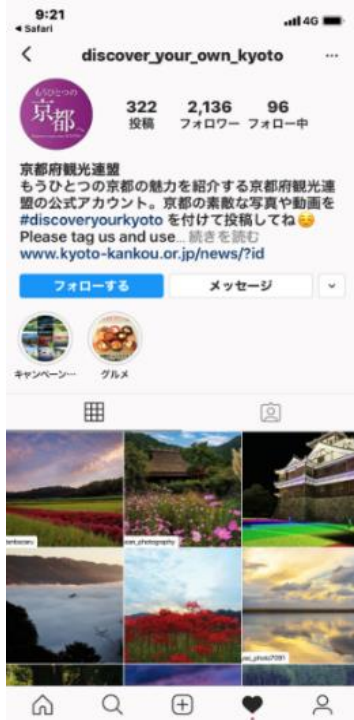 9:21
4G
◀ Safari
discover_your_own_kyoto
もうひとつの
京都、
322 2,136 96
投稿 フォロワー フォロー中
京都府観光連盟
もうひとつの京都の魅力を紹介する京都府観光連
盟の公式アカウント。京都の素敵な写真や動画を
#discoveryourkyoto を付けて投稿してね😊
Please tag us and use... 続きを読む
www.kyoto-kankou.or.jp/news/?id
フォローする メッセージ
キャンペーン… グルメ